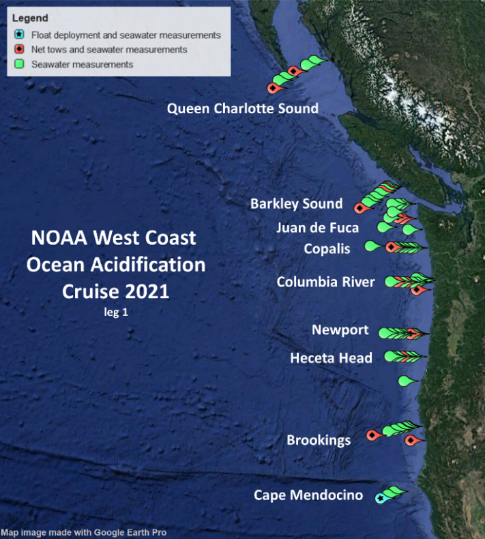 Legend
Float deployment and seawater measurements
Net tows and seawater measurements
Seawater measurements
Queen Charlotte Sound
Barkley Sound
Juan de Fuca
Copalis
NOAA West Coast
Ocean Acidification
Cruise 2021
leg 1
Columbia River
Newport
Heceta Head
Brookings
Cape Mendocino
Map image made with Google Earth Pro